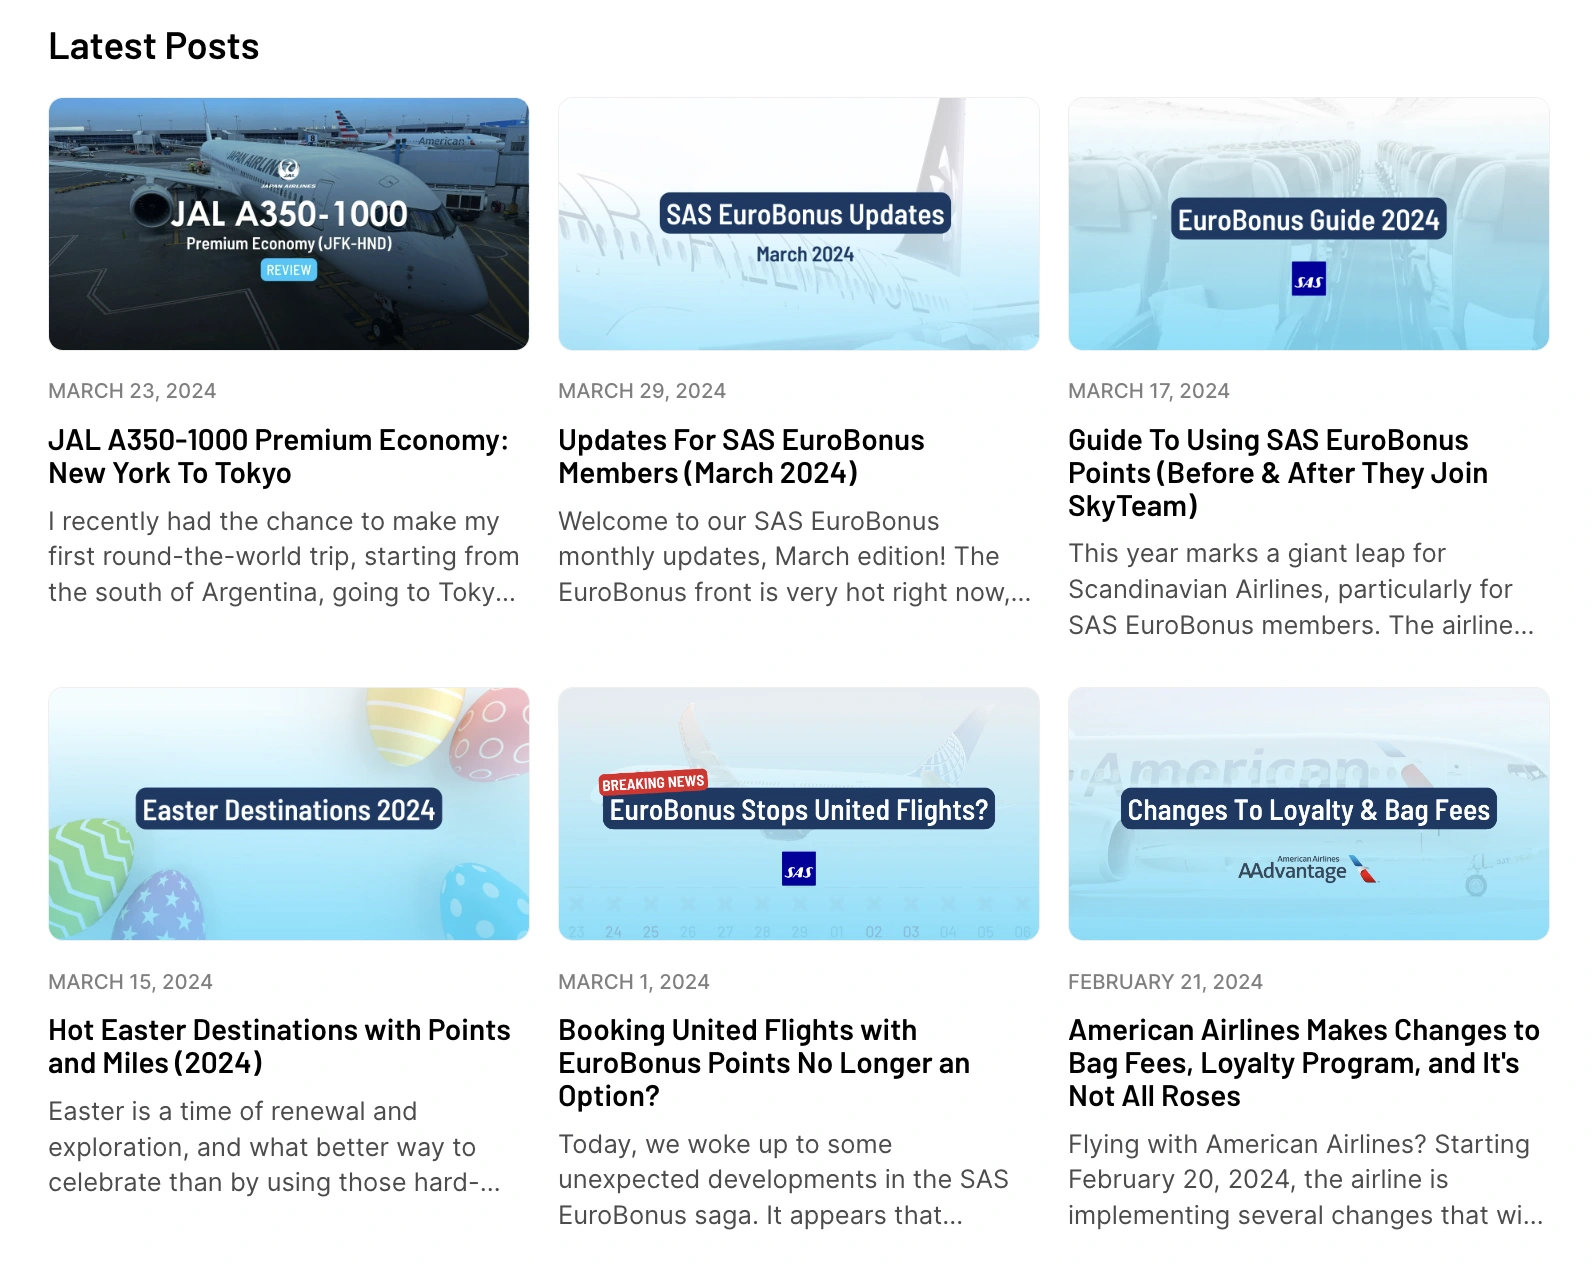 Latest Posts
JAPAN AIRLIN
American
JAPAN AIRLINES
JAL A350-1000
Premium Economy (JFK-HND)
REVIEW
MARCH 23, 2024
JAL A350-1000 Premium Economy:
New York To Tokyo
I recently had the chance to make my
first round-the-world trip, starting from
the south of Argentina, going to Toky...
SAS EuroBonus Updates
March 2024
MARCH 29, 2024
Updates For SAS EuroBonus
Members (March 2024)
Welcome to our SAS EuroBonus
monthly updates, March edition! The
EuroBonus front is very hot right now,...
EuroBonus Guide 2024
SAS
MARCH 17, 2024
Guide To Using SAS EuroBonus
Points (Before & After They Join
SkyTeam)
This year marks a giant leap for
Scandinavian Airlines, particularly for
SAS EuroBonus members. The airline...
Easter Destinations 2024
MARCH 15, 2024
Hot Easter Destinations with Points
and Miles (2024)
Easter is a time of renewal and
exploration, and what better way to
celebrate than by using those hard-...
BREAKING NEWS
EuroBonus Stops United Flights?
SAS
23 24 25 26 27 28 29 01 02 03 04 05 06
MARCH 1, 2024
Booking United Flights with
EuroBonus Points No Longer an
Option?
Today, we woke up to some
unexpected developments in the SAS
EuroBonus saga. It appears that...
American
Changes To Loyalty & Bag Fees
American Airlines
AAdvantage
FEBRUARY 21, 2024
American Airlines Makes Changes to
Bag Fees, Loyalty Program, and It's
Not All Roses
Flying with American Airlines? Starting
February 20, 2024, the airline is
implementing several changes that wi...